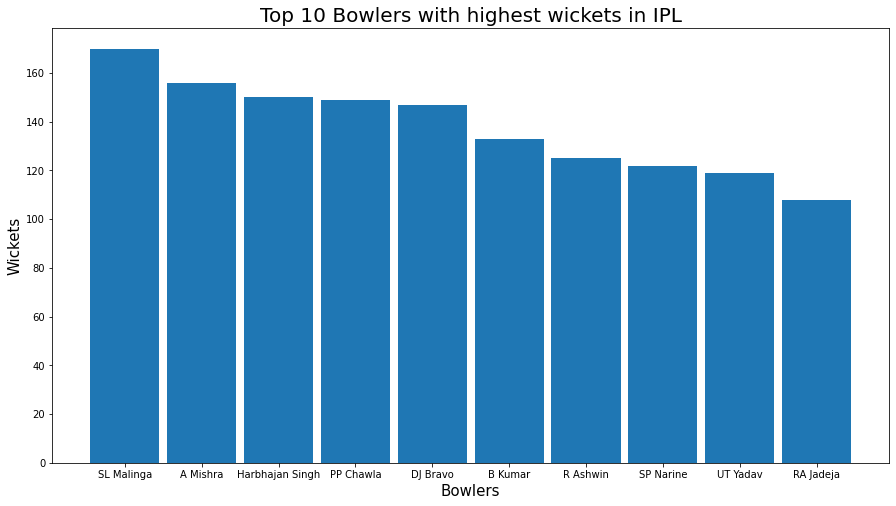 Top 10 Bowlers with highest wickets in IPL
Wickets
160
140
120
100
80
60
40
20
0
SL Malinga A Mishra Harbhajan Singh PP Chawla DJ Bravo B Kumar R Ashwin SP Narine UT Yadav RA Jadeja
Bowlers